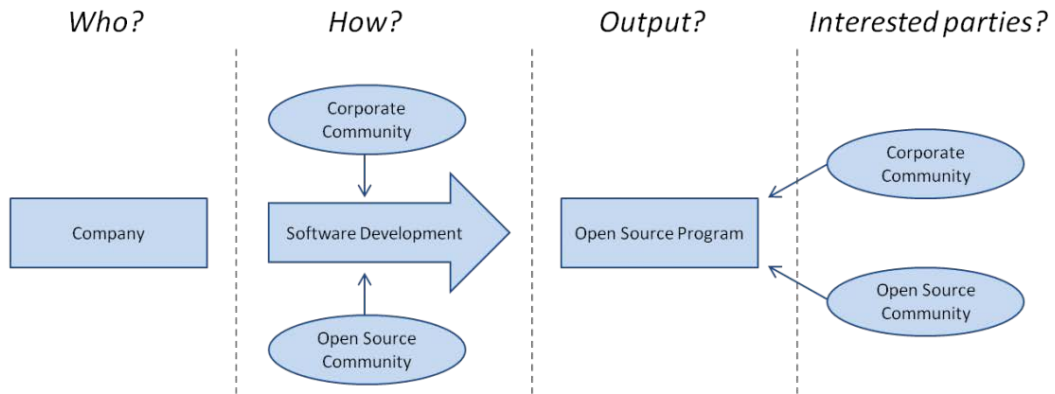 Who?
How?
Output?
Interested parties?
Company
Corporate
Community
Software Development
Open Source
Community
Open Source Program
Corporate
Community
Open Source
Community